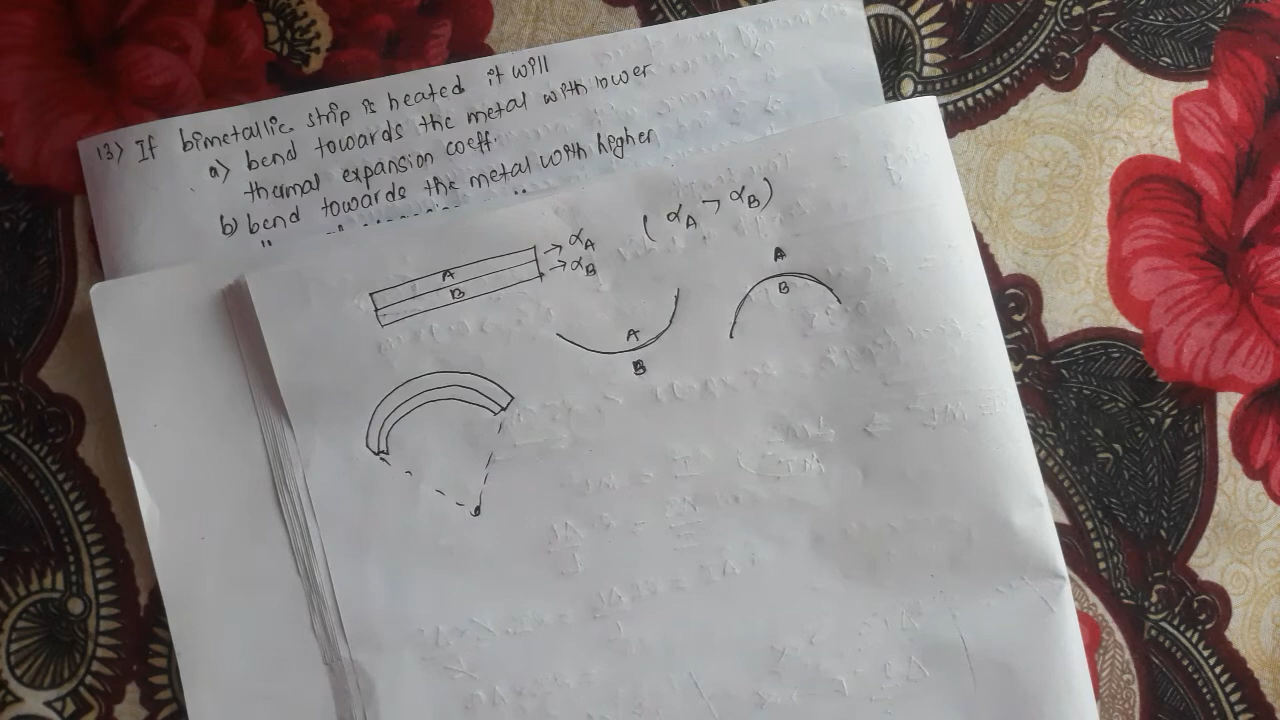 13) If bimetallic strip is heated it will
a) bend towards the metal with lower
thermal expansion coeff.
b) bend towards the metal with higher
" "
(αA > αB)
A → αA
B → αB
A
B
A
B